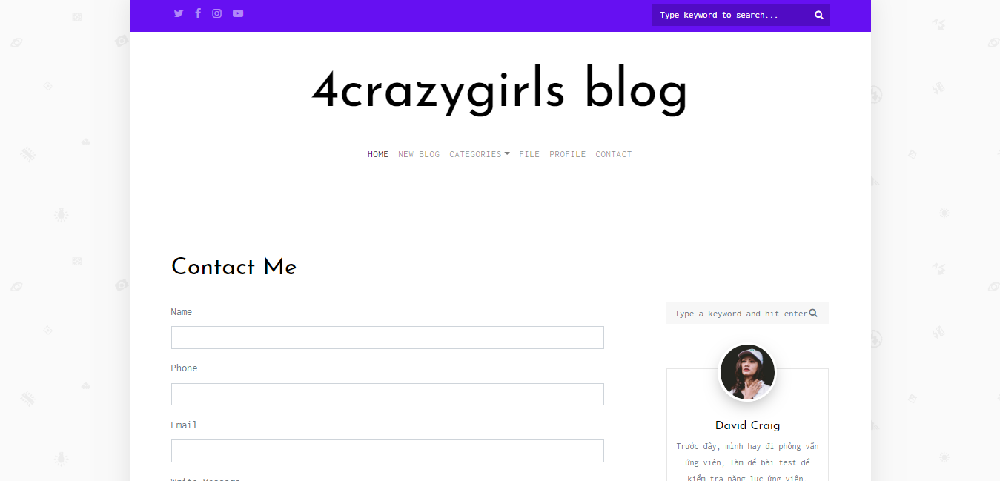 Type keyword to search...
4crazygirls blog
HOME NEW BLOG CATEGORIES FILE PROFILE CONTACT
Contact Me
Name
Phone
Email
Write Message
Type a keyword and hit enter
David Craig
Trước đây, mình hay đi phỏng vấn
ứng viên, làm đề bài test để
kiểm tra năng lực ứng viên